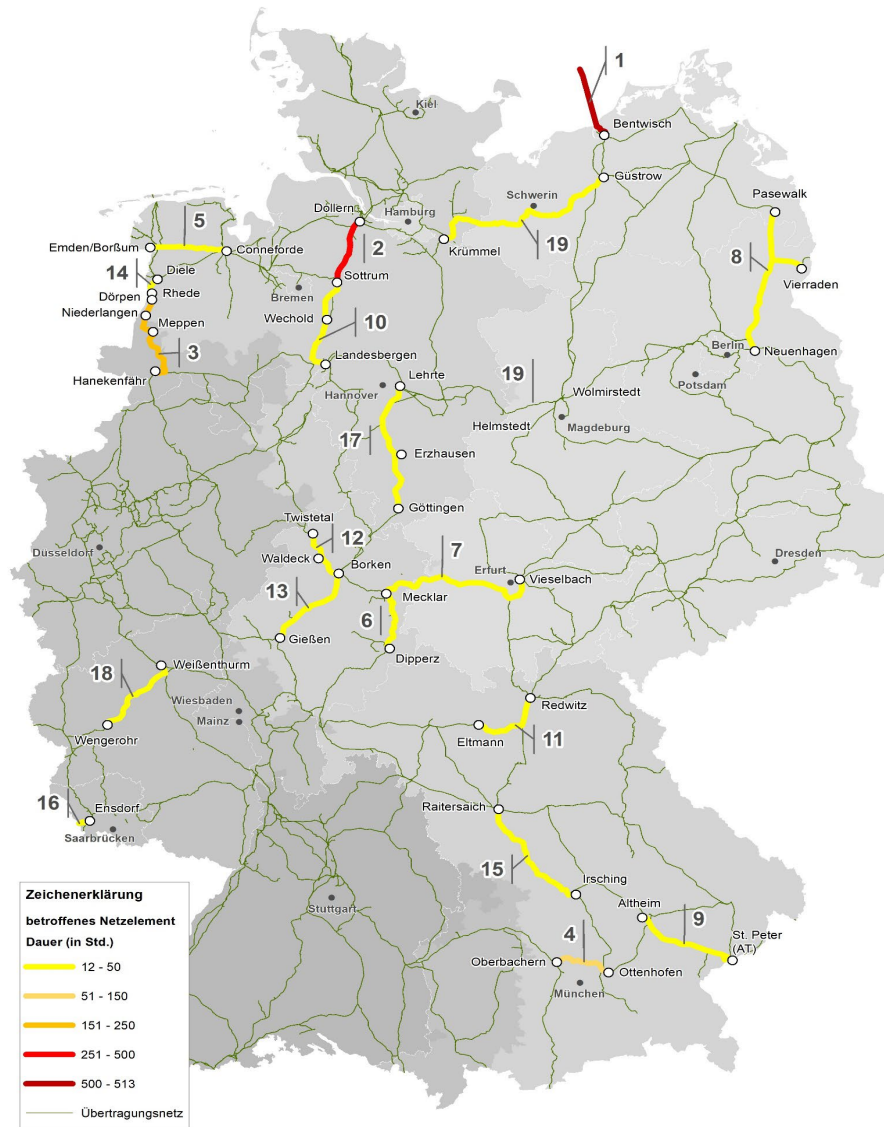 1
Kiel
Bentwisch
Güstrow
Schwerin
Pasewalk
5
Dollern
Hamburg
2
Emden/Borßum
Conneforde
Krümmel
19
8
14
Diele
Sottrum
Vierraden
Dörpen
Rhede
Bremen
Niederlangen
Wechold
10
Meppen
3
Landesbergen
Berlin
Neuenhagen
Hanekenfähr
Lehrte
19
Hannover
Potsdam
Wolmirstedt
Helmstedt
Magdeburg
17
Erzhausen
Göttingen
Twistetal
12
7
Dusseldorf
Waldeck
Borken
Dresden
Erfurt
Vieselbach
13
Mecklar
6
Gießen
Dipperz
18
Weißenthurm
Wiesbaden
Mainz
Redwitz
Wengerohr
Eltmann
11
16
Ensdorf
Raitersaich
Saarbrücken
15
Irsching
Zeichenerklärung
betroffenes Netzelement
Dauer (in Std.)
12 - 50
51 - 150
151 - 250
251 - 500
500 - 513
Übertragungsnetz
Stuttgart
Altheim
9
4
St. Peter
(AT)
Oberbachern
Ottenhofen
München